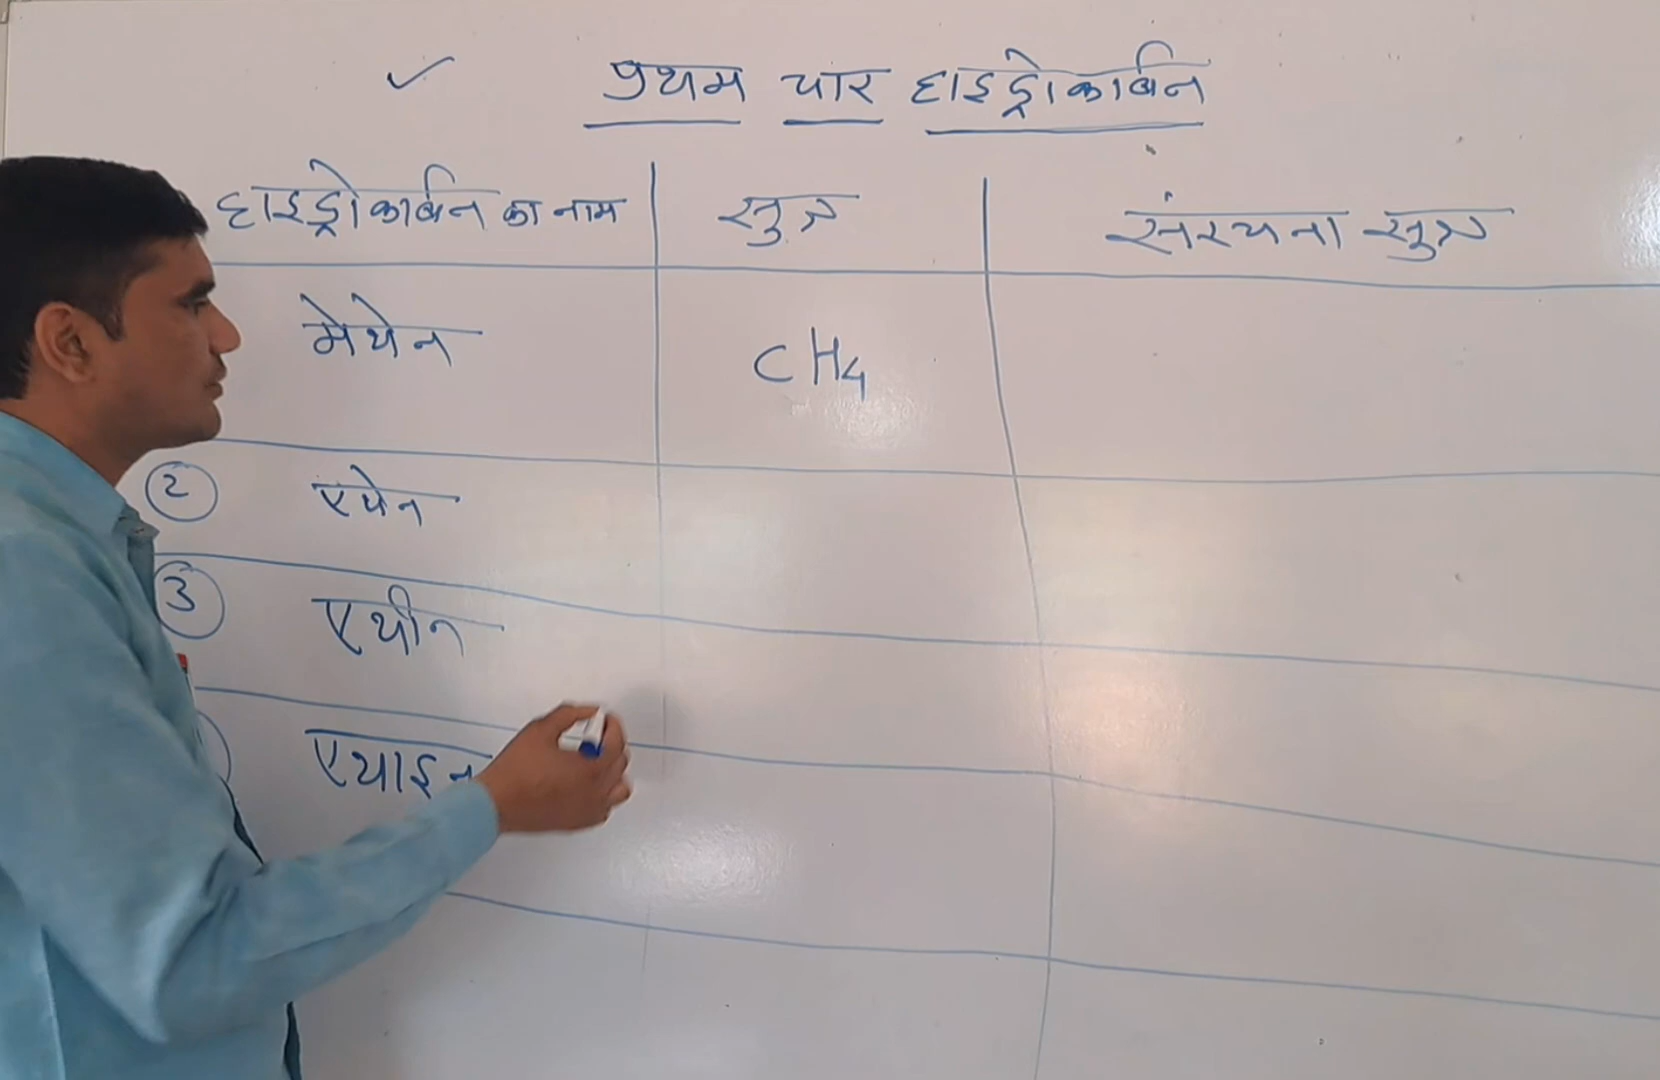 ✓ प्रथम चार हाइड्रोकार्बन
हाइड्रोकार्बन का नाम सुत्र संरचना सुत्र
मेथेन CH4
2 एथेन
3 एथीन
एथाइन